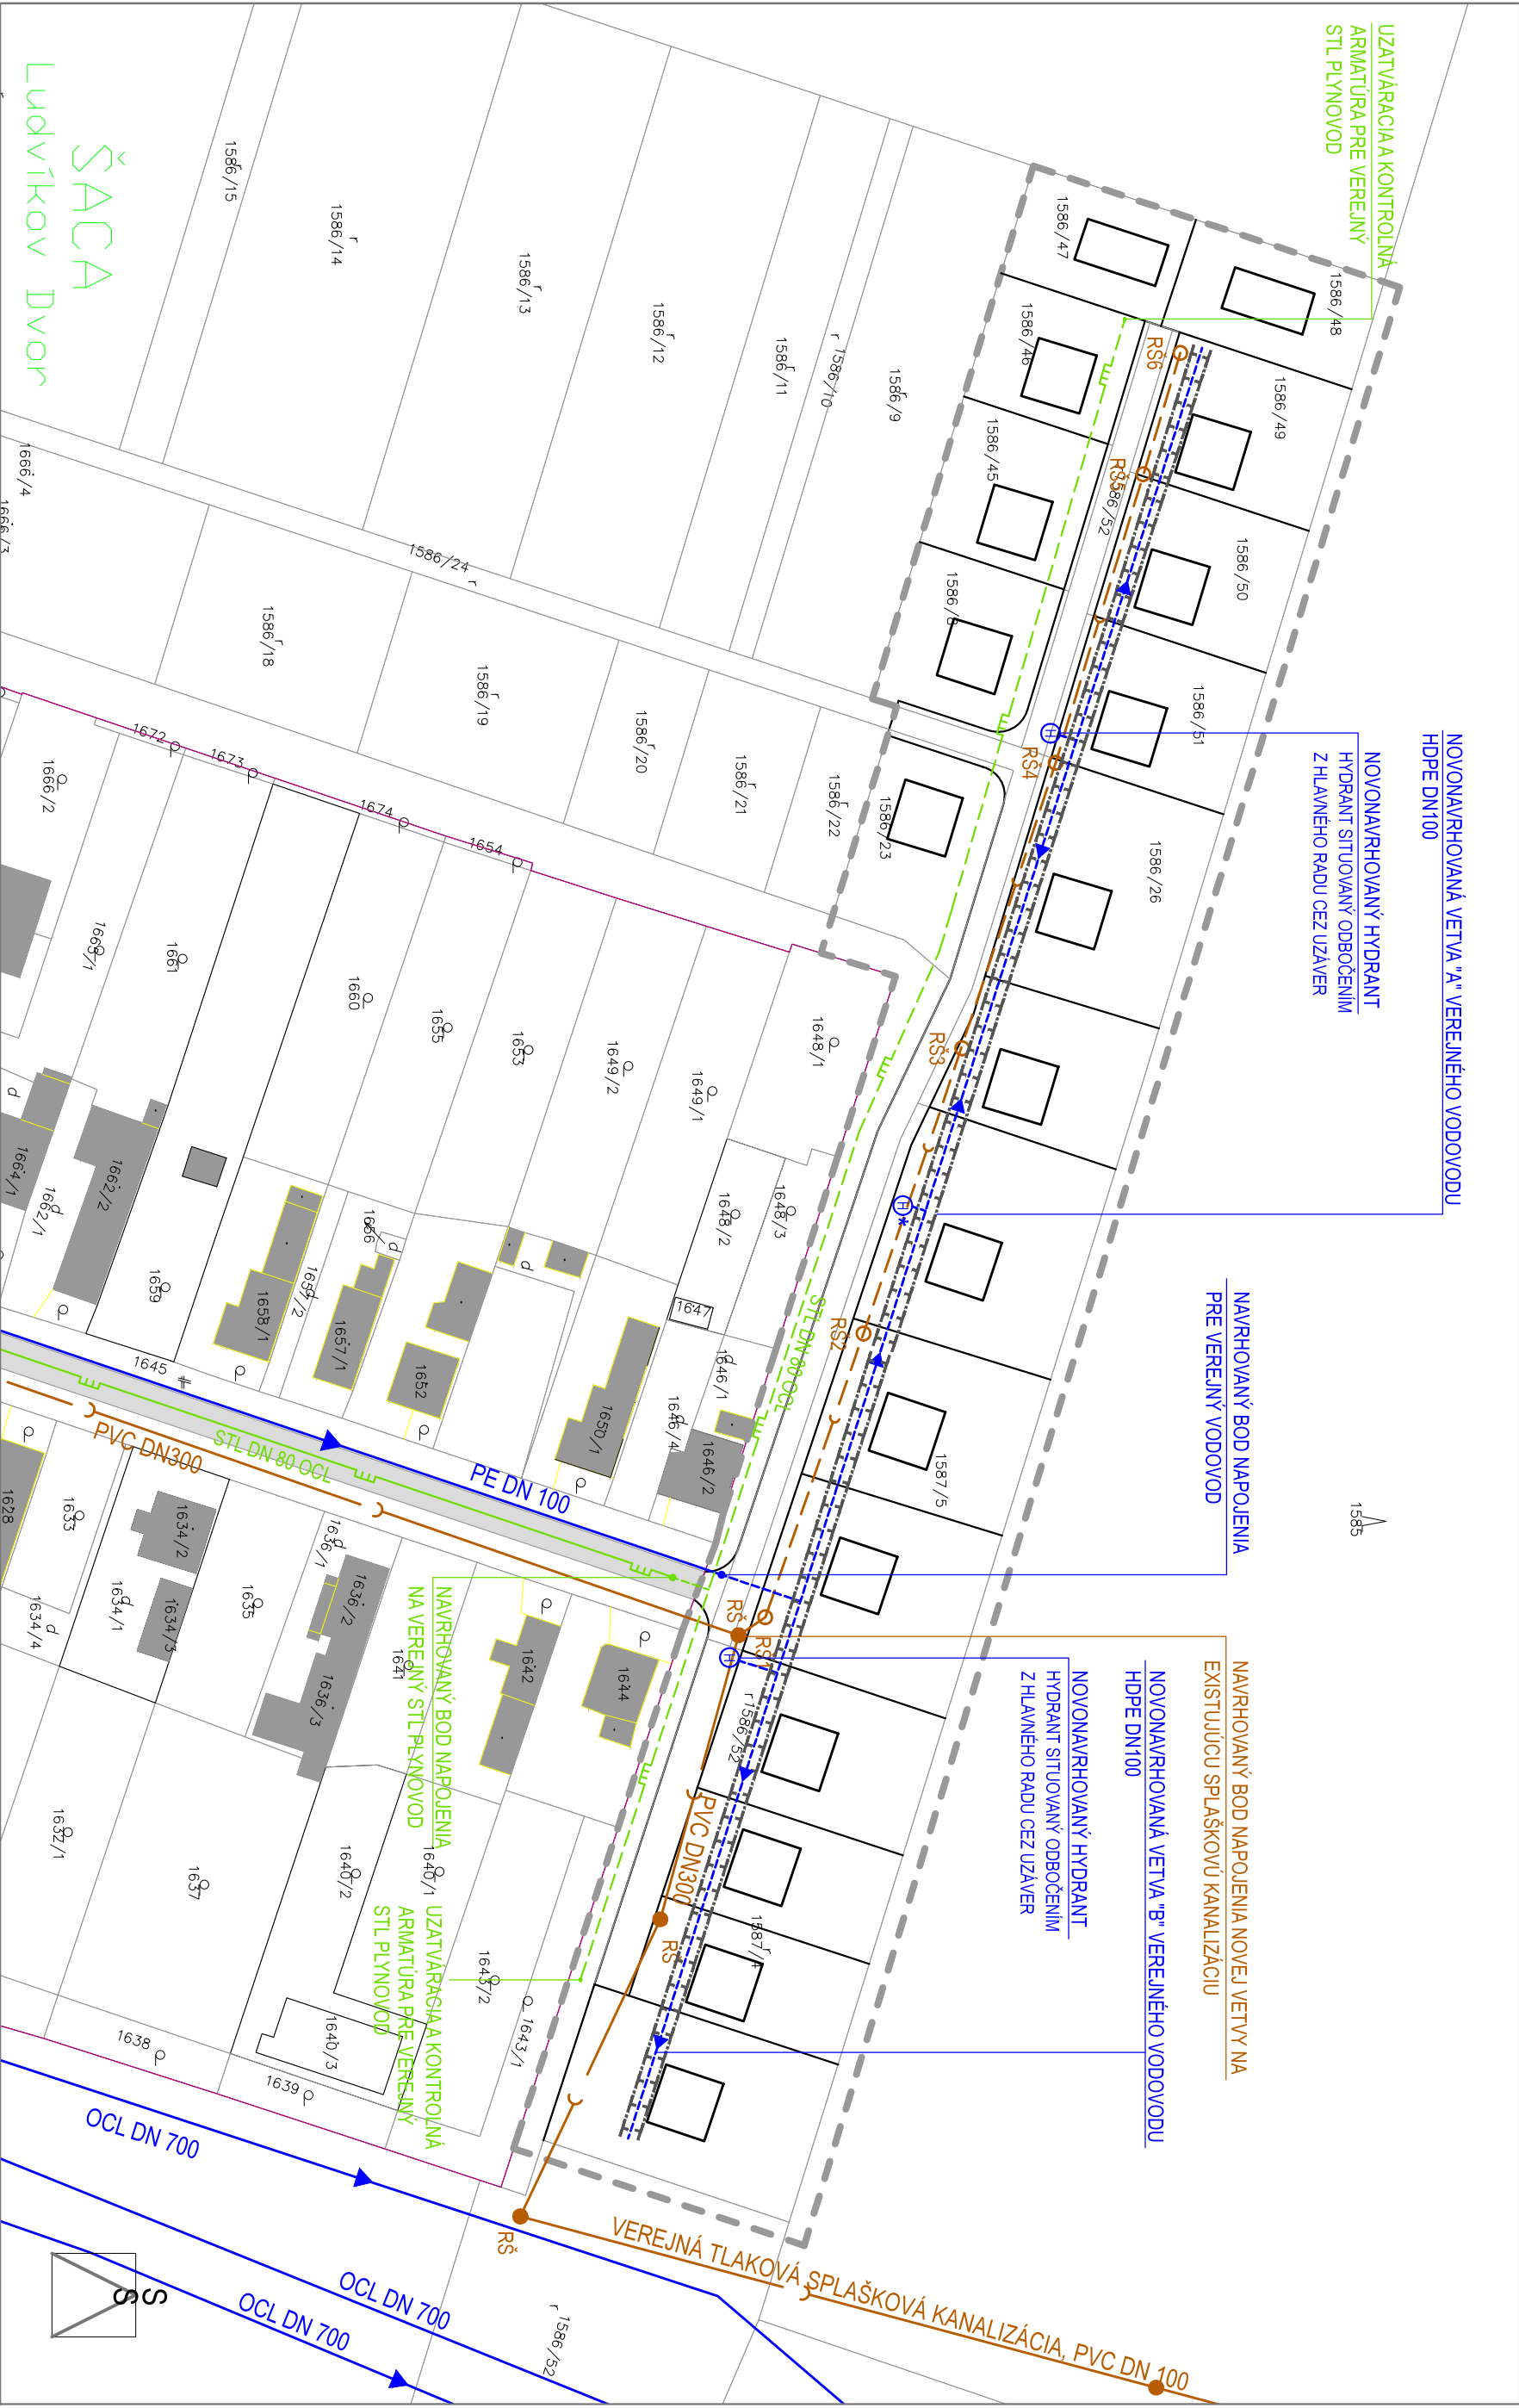 UZATVÁRACIA A KONTROLNÁ
ARMATÚRA PRE VEREJNÝ
STL PLYNOVOD
NOVONAVRHOVANÁ VETVA "A" VEREJNÉHO VODOVODU
HDPE DN100
NOVONAVRHOVANÝ HYDRANT
HYDRANT SITUOVANÝ ODBOČENÍM
Z HLAVNÉHO RADU CEZ UZÁVER
NAVRHOVANÝ BOD NAPOJENIA
PRE VEREJNÝ VODOVOD
NAVRHOVANÝ BOD NAPOJENIA NOVEJ VETVY NA
EXISTUJÚCU SPLAŠKOVÚ KANALIZÁCIU
NOVONAVRHOVANÁ VETVA "B" VEREJNÉHO VODOVODU
HDPE DN100
NOVONAVRHOVANÝ HYDRANT
HYDRANT SITUOVANÝ ODBOČENÍM
Z HLAVNÉHO RADU CEZ UZÁVER
NAVRHOVANÝ BOD NAPOJENIA
NA VEREJNÝ STL PLYNOVOD
UZATVÁRACIA A KONTROLNÁ
ARMATÚRA PRE VEREJNÝ
STL PLYNOVOD
ŠACA
Ludvíkov Dvor
1585
1586/48
1586/49
1586/50
1586/51
1586/26
1587/5
1587/4
1586/47
1586/46
1586/45
1586/8
1586/23
1586/52
1586/52
1586/52
RŠ6
RŠ5
RŠ4
RŠ3
RŠ2
RŠ1
RŠ
RŠ
RŠ
H
H
*
H
1586/9
1586/10
1586/11
1586/12
1586/13
1586/14
1586/15
1586/24
1586/18
1586/19
1586/20
1586/21
1586/22
1666/4
1666/3
1666/2
1672
1673
1674
1654
1669/1
1661
1660
1655
1653
1649/2
1649/1
1648/1
1648/2
1648/3
1647
1646/1
1646/4
1646/2
1650/1
1652
1656
1657/1
1657/2
1658/1
1659
1662/2
1662/1
1664/1
1645
STL DN 80 OCL
STL DN 80 OCL
PE DN 100
PVC DN300
PVC DN300
1628
1633
1634/2
1634/1
1634/3
1634/4
1635
1636/1
1636/2
1636/3
1641
1642
1644
1632/1
1637
1640/2
1640/1
1640/3
1643/2
1643/1
1638
1639
OCL DN 700
OCL DN 700
OCL DN 700
VEREJNÁ TLAKOVÁ SPLAŠKOVÁ KANALIZÁCIA, PVC DN 100
S
S